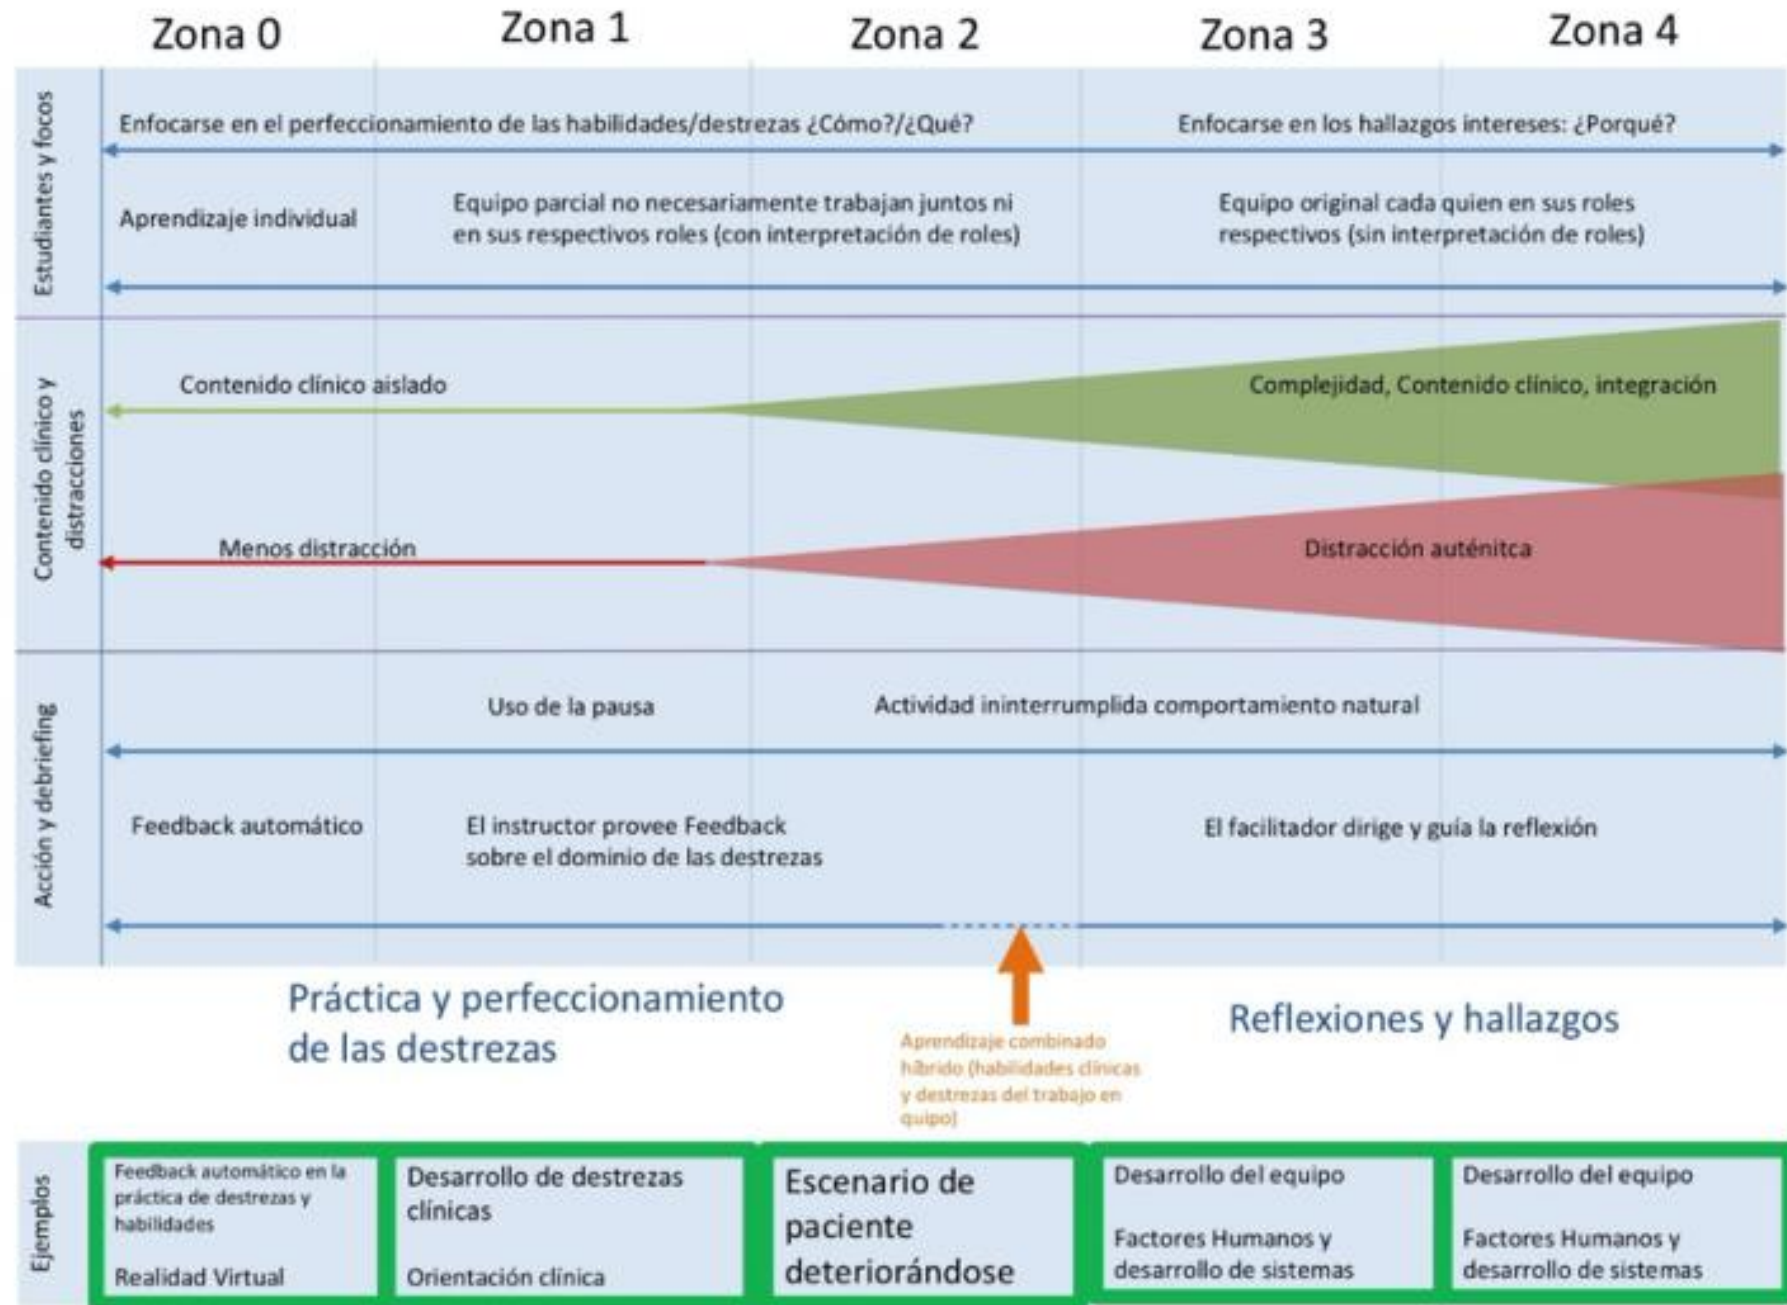 Zona 0
Zona 1
Zona 2
Zona 3
Zona 4
Estudiantes y focos
Enfocarse en el perfeccionamiento de las habilidades/destrezas ¿Cómo?/¿Qué?
Enfocarse en los hallazgos intereses: ¿Porqué?
Aprendizaje individual
Equipo parcial no necesariamente trabajan juntos ni
en sus respectivos roles (con interpretación de roles)
Equipo original cada quien en sus roles
respectivos (sin interpretación de roles)
Contenido clínico y
distracciones
Contenido clínico aislado
Complejidad, Contenido clínico, integración
Menos distracción
Distracción auténitca
Acción y debriefing
Uso de la pausa
Actividad ininterrumplida comportamiento natural
Feedback automático
El instructor provee Feedback
sobre el dominio de las destrezas
El facilitador dirige y guía la reflexión
Práctica y perfeccionamiento
de las destrezas
Aprendizaje combinado
híbrido (habilidades clínicas
y destrezas del trabajo en
quipo)
Reflexiones y hallazgos
Ejemplos
Feedback automático en la
práctica de destrezas y
habilidades
Realidad Virtual
Desarrollo de destrezas
clínicas
Orientación clínica
Escenario de
paciente
deteriorándose
Desarrollo del equipo
Factores Humanos y
desarrollo de sistemas
Desarrollo del equipo
Factores Humanos y
desarrollo de sistemas